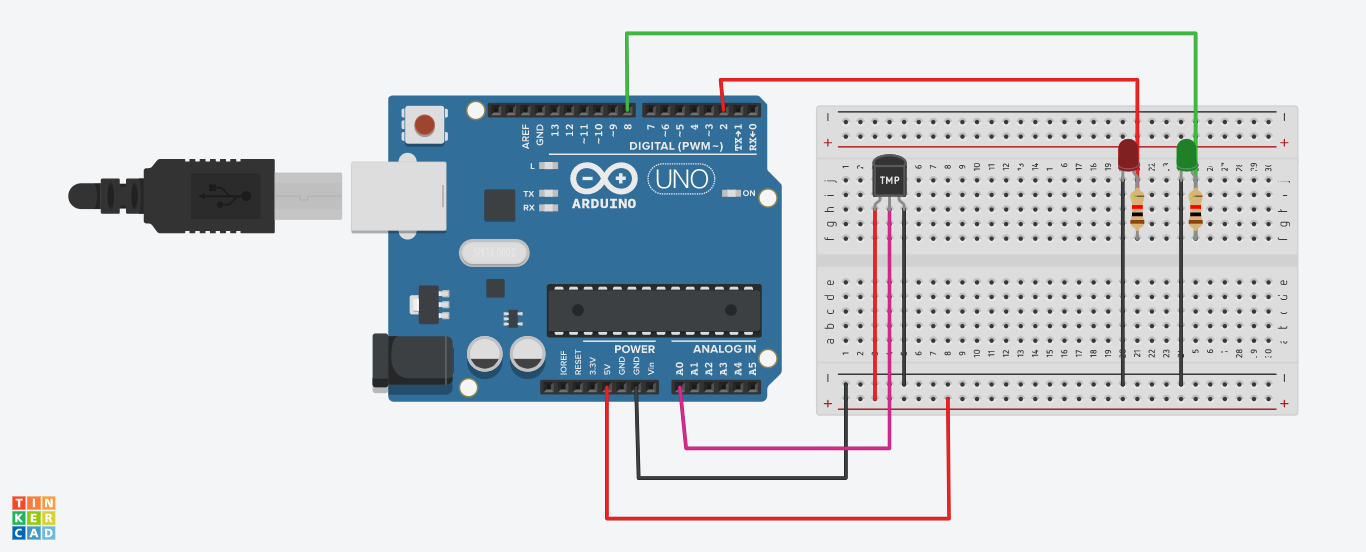 AREF
GND
13
12
~11
~10
~9
8
7
~6
~5
4
~3
2
TX→1
RX←0
DIGITAL (PWM~)
L
TX
RX
ARDUINO
UNO
ON
TMP
IOREF
RESET
3.3V
5V
GND
GND
Vin
POWER
ANALOG IN
A0
A1
A2
A3
A4
A5
TIN
KER
CAD